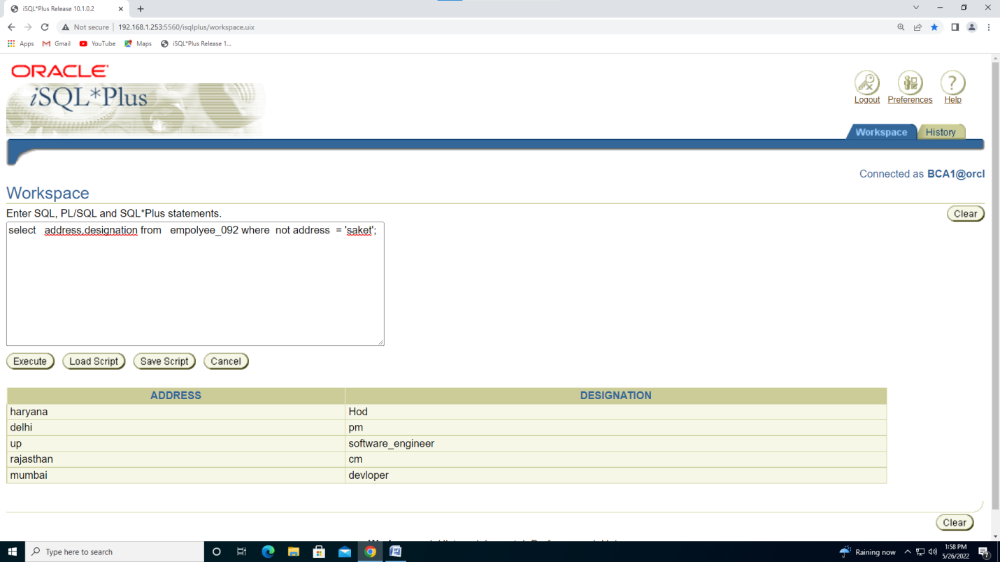 iSQL*Plus Release 10.1.0.2
Not secure | 192.168.1.253:5560/isqlplus/workspace.uix
Apps Gmail YouTube Maps iSQL*Plus Release 1...
ORACLE
iSQL*Plus
Logout Preferences Help
Workspace History
Connected as BCA1@orcl
Workspace
Enter SQL, PL/SQL and SQL*Plus statements.
Clear
select address,designation from empolyee_092 where not address = 'saket';
Execute Load Script Save Script Cancel
ADDRESS DESIGNATION
haryana Hod
delhi pm
up software_engineer
rajasthan cm
mumbai devloper
Clear
Type here to search
Raining now
1:58 PM
5/26/2022
7